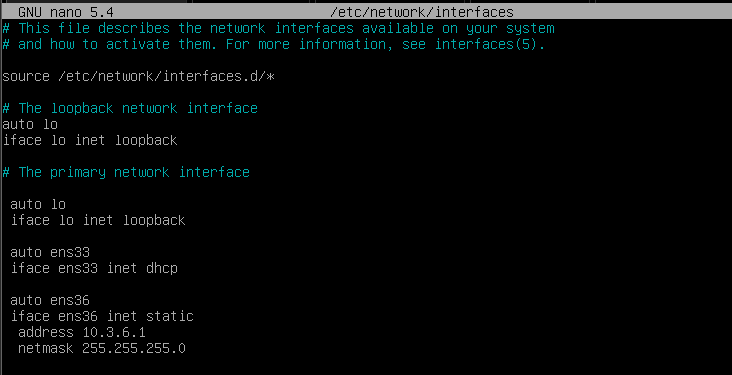 GNU nano 5.4 /etc/network/interfaces
# This file describes the network interfaces available on your system
# and how to activate them. For more information, see interfaces(5).
source /etc/network/interfaces.d/*
# The loopback network interface
auto lo
iface lo inet loopback
# The primary network interface
auto lo
iface lo inet loopback
auto ens33
iface ens33 inet dhcp
auto ens36
iface ens36 inet static
address 10.3.6.1
netmask 255.255.255.0